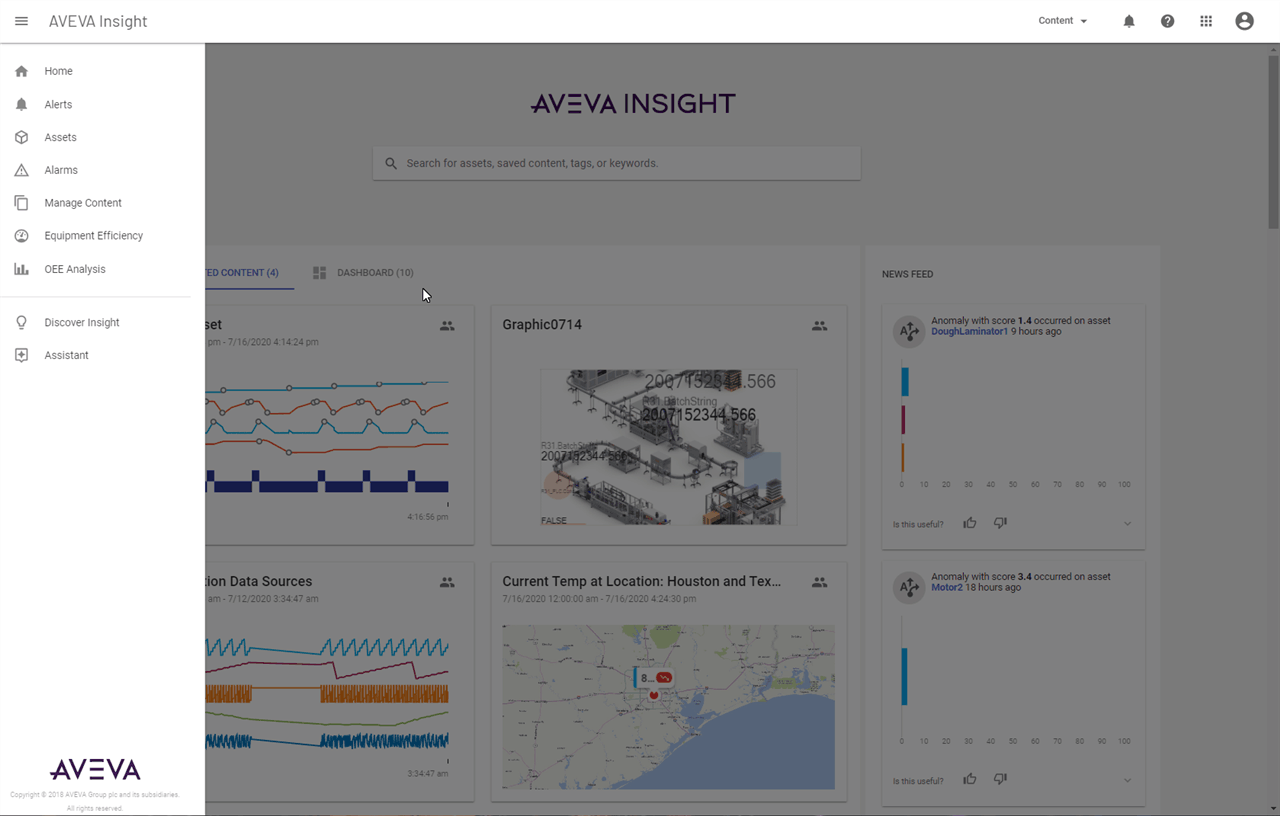 AVEVA Insight
Content
Home
Alerts
Assets
Alarms
Manage Content
Equipment Efficiency
OEE Analysis
Discover Insight
Assistant
AVEVA
Copyright © 2018 AVEVA Group plc and its subsidiaries.
All rights reserved.
AVEVA INSIGHT
Search for assets, saved content, tags, or keywords.
TED CONTENT (4)
DASHBOARD (10)
set
pm - 7/16/2020 4:14:24 pm
4:16:56 pm
Graphic0714
2007152344.566
R31.BatchString
2007152344.566
R31.BatchString
2007152344.566
FALSE
tion Data Sources
am - 7/12/2020 3:34:47 am
3:34:47 am
Current Temp at Location: Houston and Tex...
7/16/2020 12:00:00 am - 7/16/2020 4:24:30 pm
8...
NEWS FEED
Anomaly with score 1.4 occurred on asset
DoughLaminator1 9 hours ago
0 10 20 30 40 50 60 70 80 90 100
Is this useful?
Anomaly with score 3.4 occurred on asset
Motor2 18 hours ago
0 10 20 30 40 50 60 70 80 90 100
Is this useful?